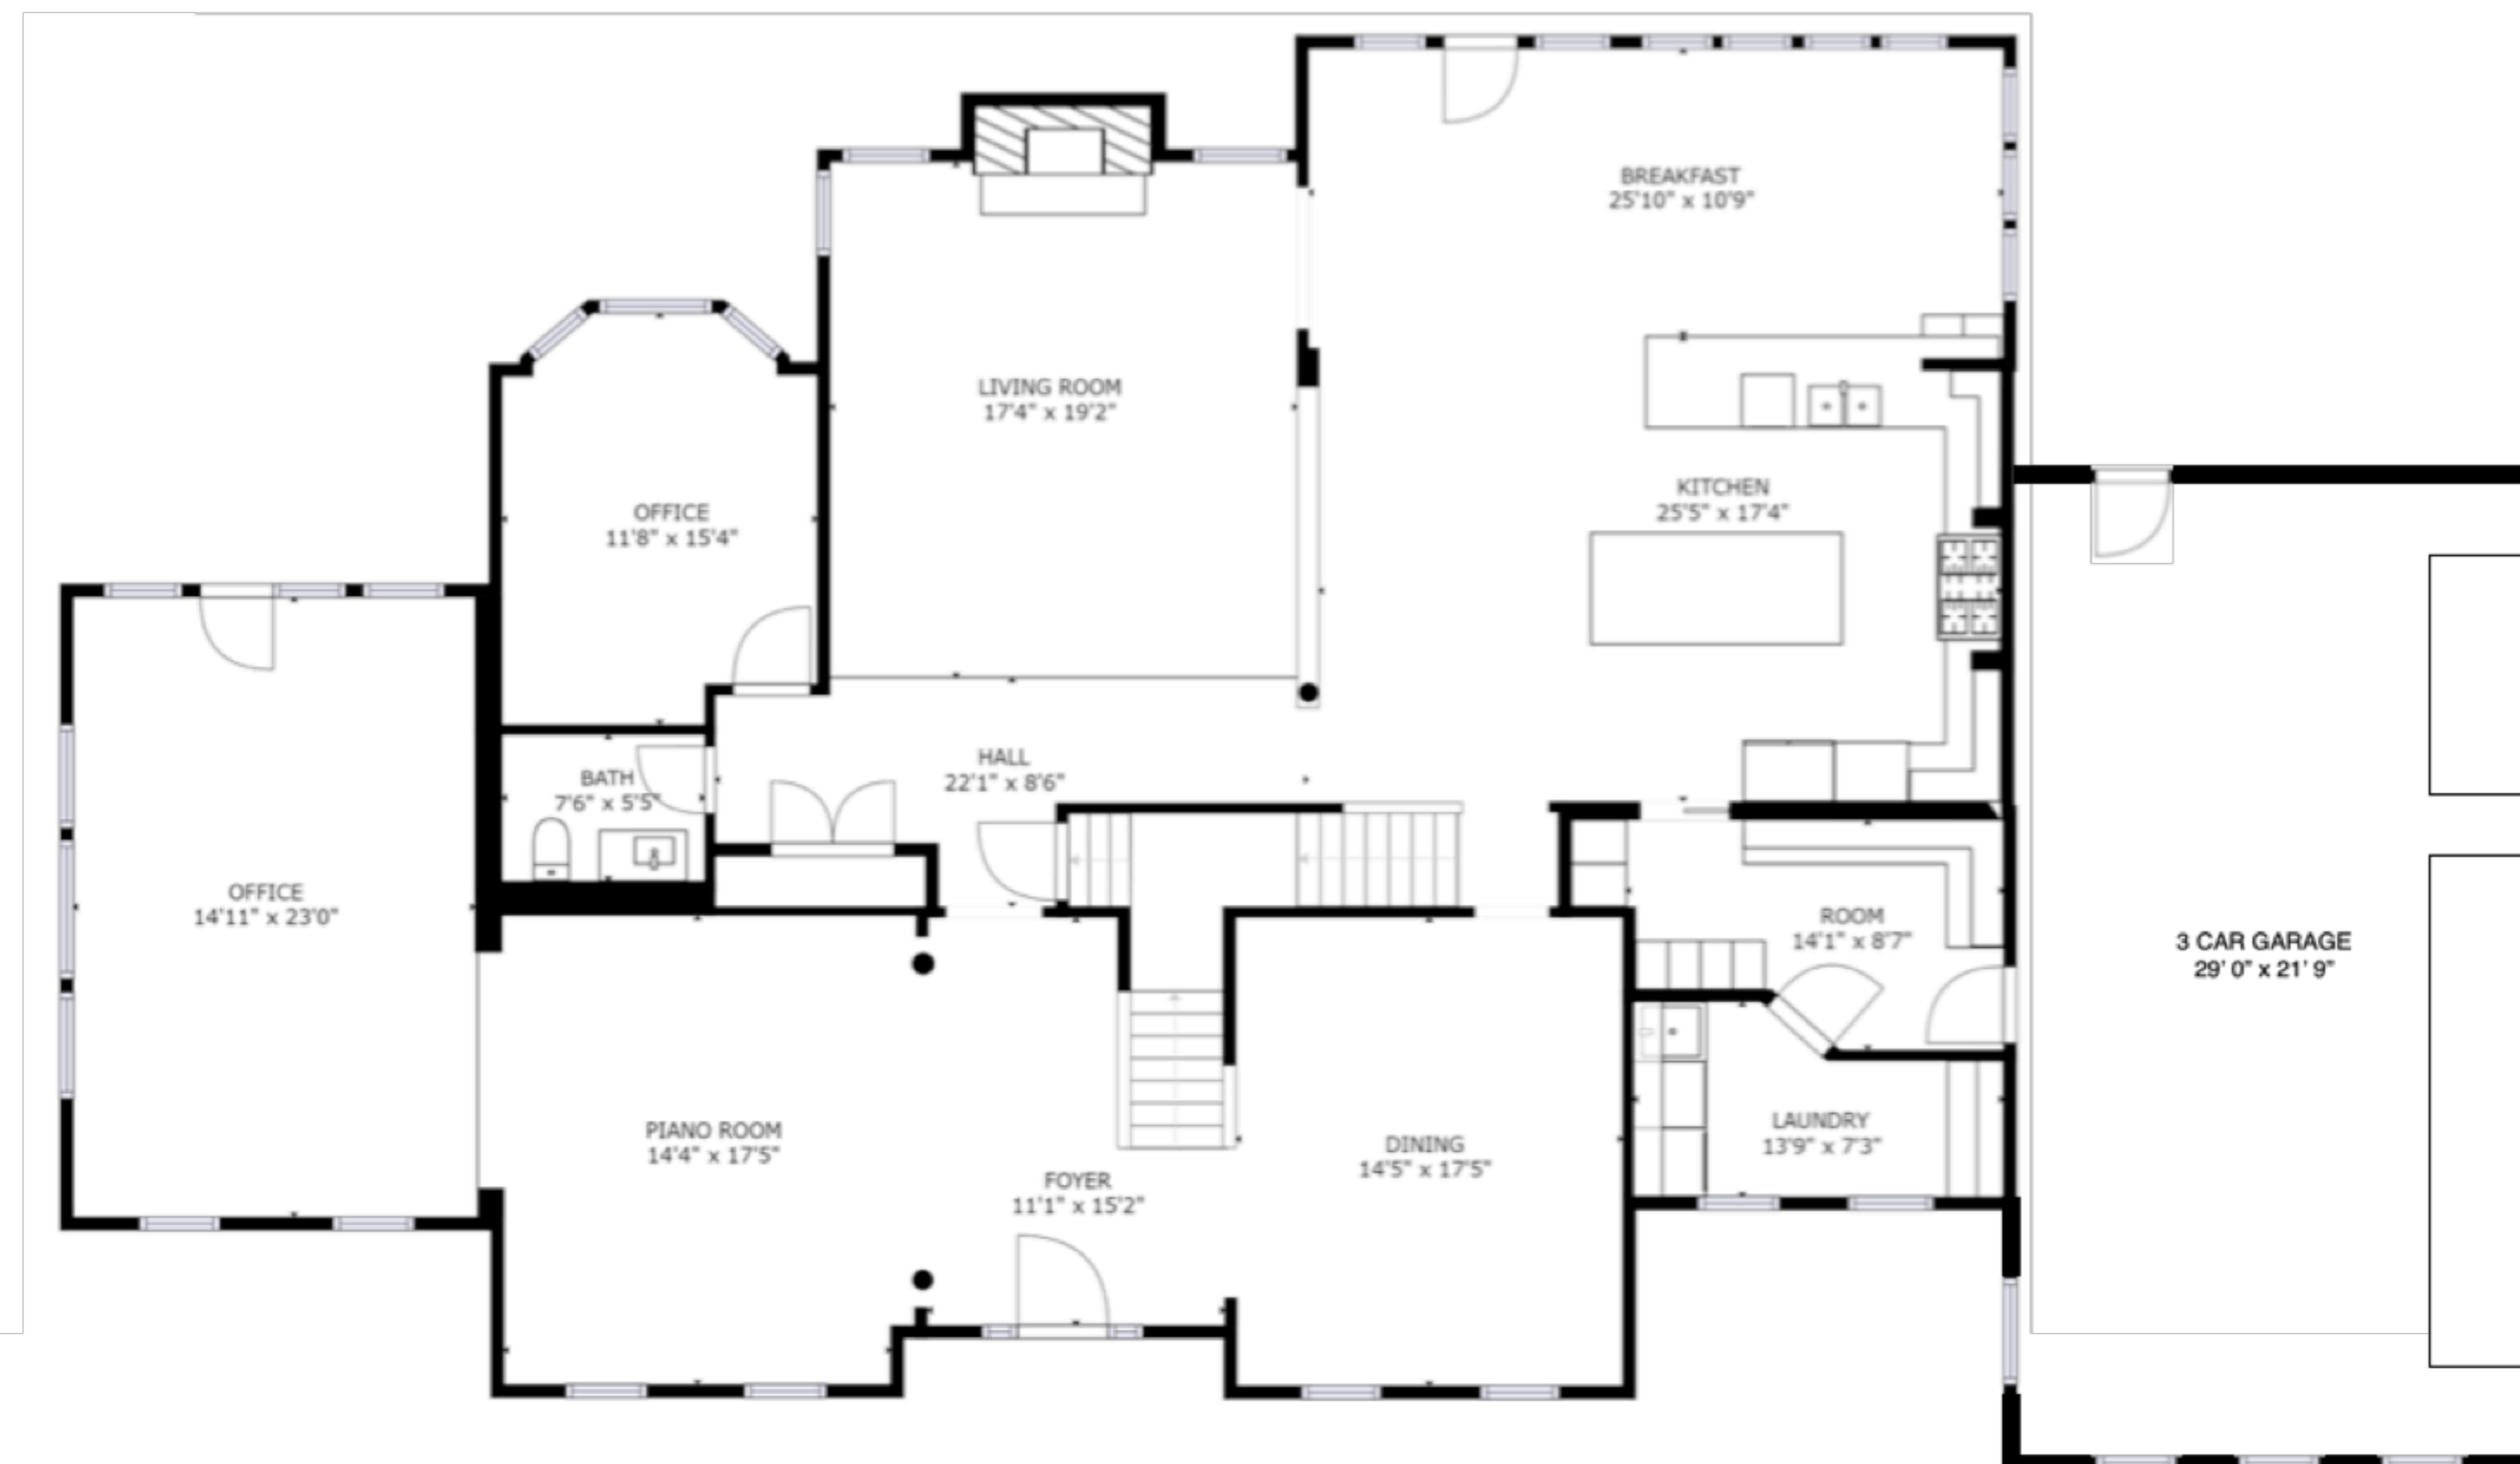 BREAKFAST
25'10" x 10'9"
LIVING ROOM
17'4" x 19'2"
KITCHEN
25'5" x 17'4"
OFFICE
11'8" x 15'4"
HALL
22'1" x 8'6"
BATH
7'6" x 5'5"
OFFICE
14'11" x 23'0"
ROOM
14'1" x 8'7"
3 CAR GARAGE
29' 0" x 21' 9"
PIANO ROOM
14'4" x 17'5"
LAUNDRY
13'9" x 7'3"
DINING
14'5" x 17'5"
FOYER
11'1" x 15'2"